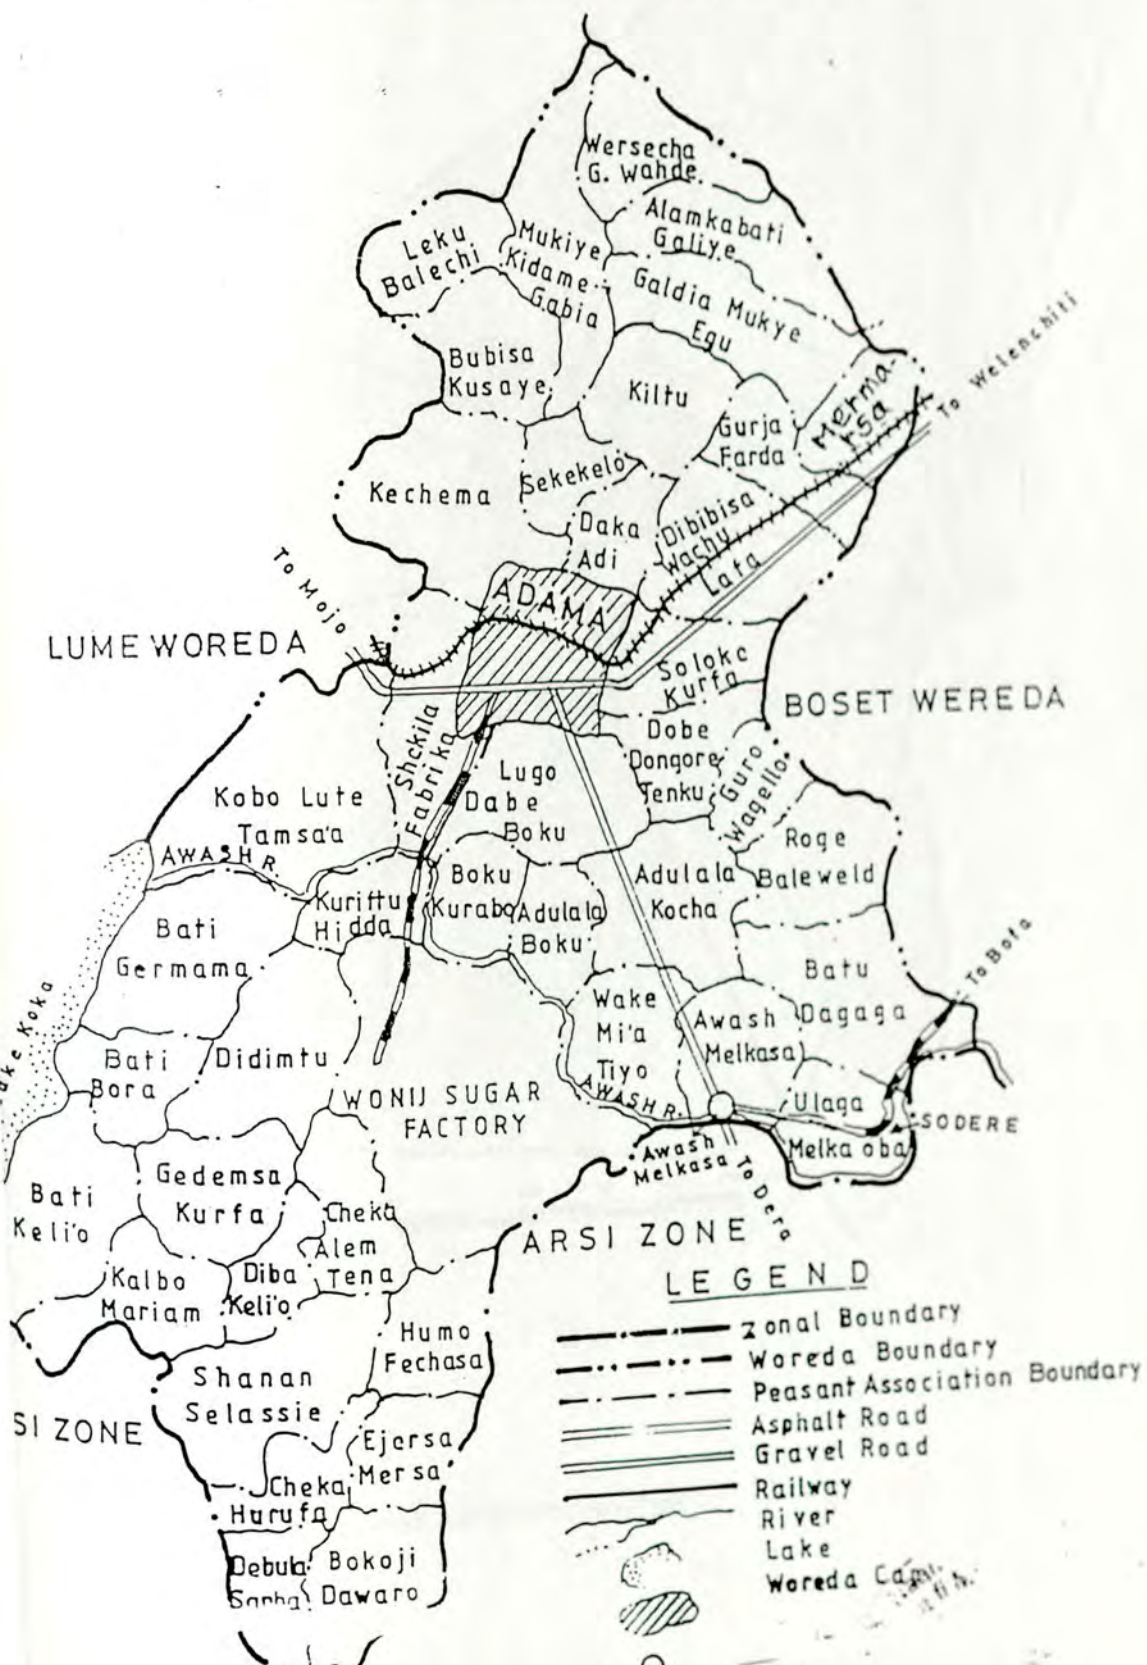 Wersecha
G. Wahde
Alamkabati
Galiye
Leku
Balechi
Mukiye
Kidame
Gabia
Galdia Mukye
Egu
Bubisa
Kusaye
Kiltu
Merma-
rsa
To Welenchiti
Gurja
Farda
Kechema
Sekekelo
Daka
Adi
Dibibisa
Wachu
Lafa
To Mojo
ADAMA
LUME WOREDA
Soloke
Kurfa
BOSET WEREDA
Shckila
Fabrika
Dobe
Dongore
Tenku
Guro
Wagello
Lugo
Dabe
Boku
Kobo Lute
Tamsa'a
AWASH R.
Roge
Baleweld
Adulala
Kocha
Boku
Kurabo
Adulala
Boku
Kurittu
Hidda
Bati
Germama
Batu
Dagaga
To Bofa
Koka
Wake
Mi'a
Tiyo
Awash
Melkasa
Bati
Bora
Didimtu
WONIJ SUGAR
FACTORY
AWASH R.
Ulaga
SODERE
Melka oba
Awash
Melkasa
To Dera
Bati
Keli'o
Gedemsa
Kurfa
Cheka
Alem
Tena
ARSI ZONE
Kalbo
Mariam
Diba
Keli'o
Humo
Fechasa
Shanan
Selassie
SI ZONE
Ejersa
Mersa
Cheka
Hurufa
Debula
Bokoji
Dawaro
LEGEND
Zonal Boundary
Woreda Boundary
Peasant Association Boundary
Asphalt Road
Gravel Road
Railway
River
Lake
Woreda